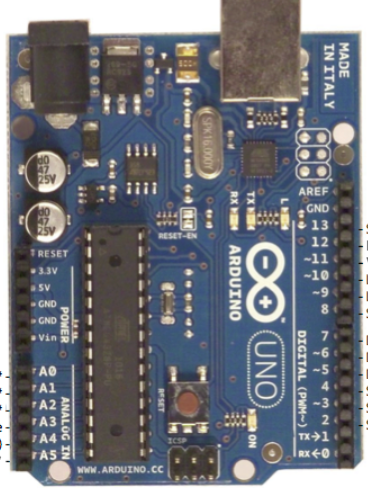 MADE
IN ITALY
SPK16.000G
47
25V
47
25V
AREF
GND
13
12
~11
~10
~9
8
7
~6
~5
4
~3
2
TX→1
RX←0
DIGITAL (PWM~)
RX
TX
L
RESET-EN
ARDUINO
UNO
RESET
3.3V
5V
GND
GND
Vin
POWER
A0
A1
A2
A3
A4
A5
ANALOG IN
RESET
ICSP
ON
WWW.ARDUINO.CC